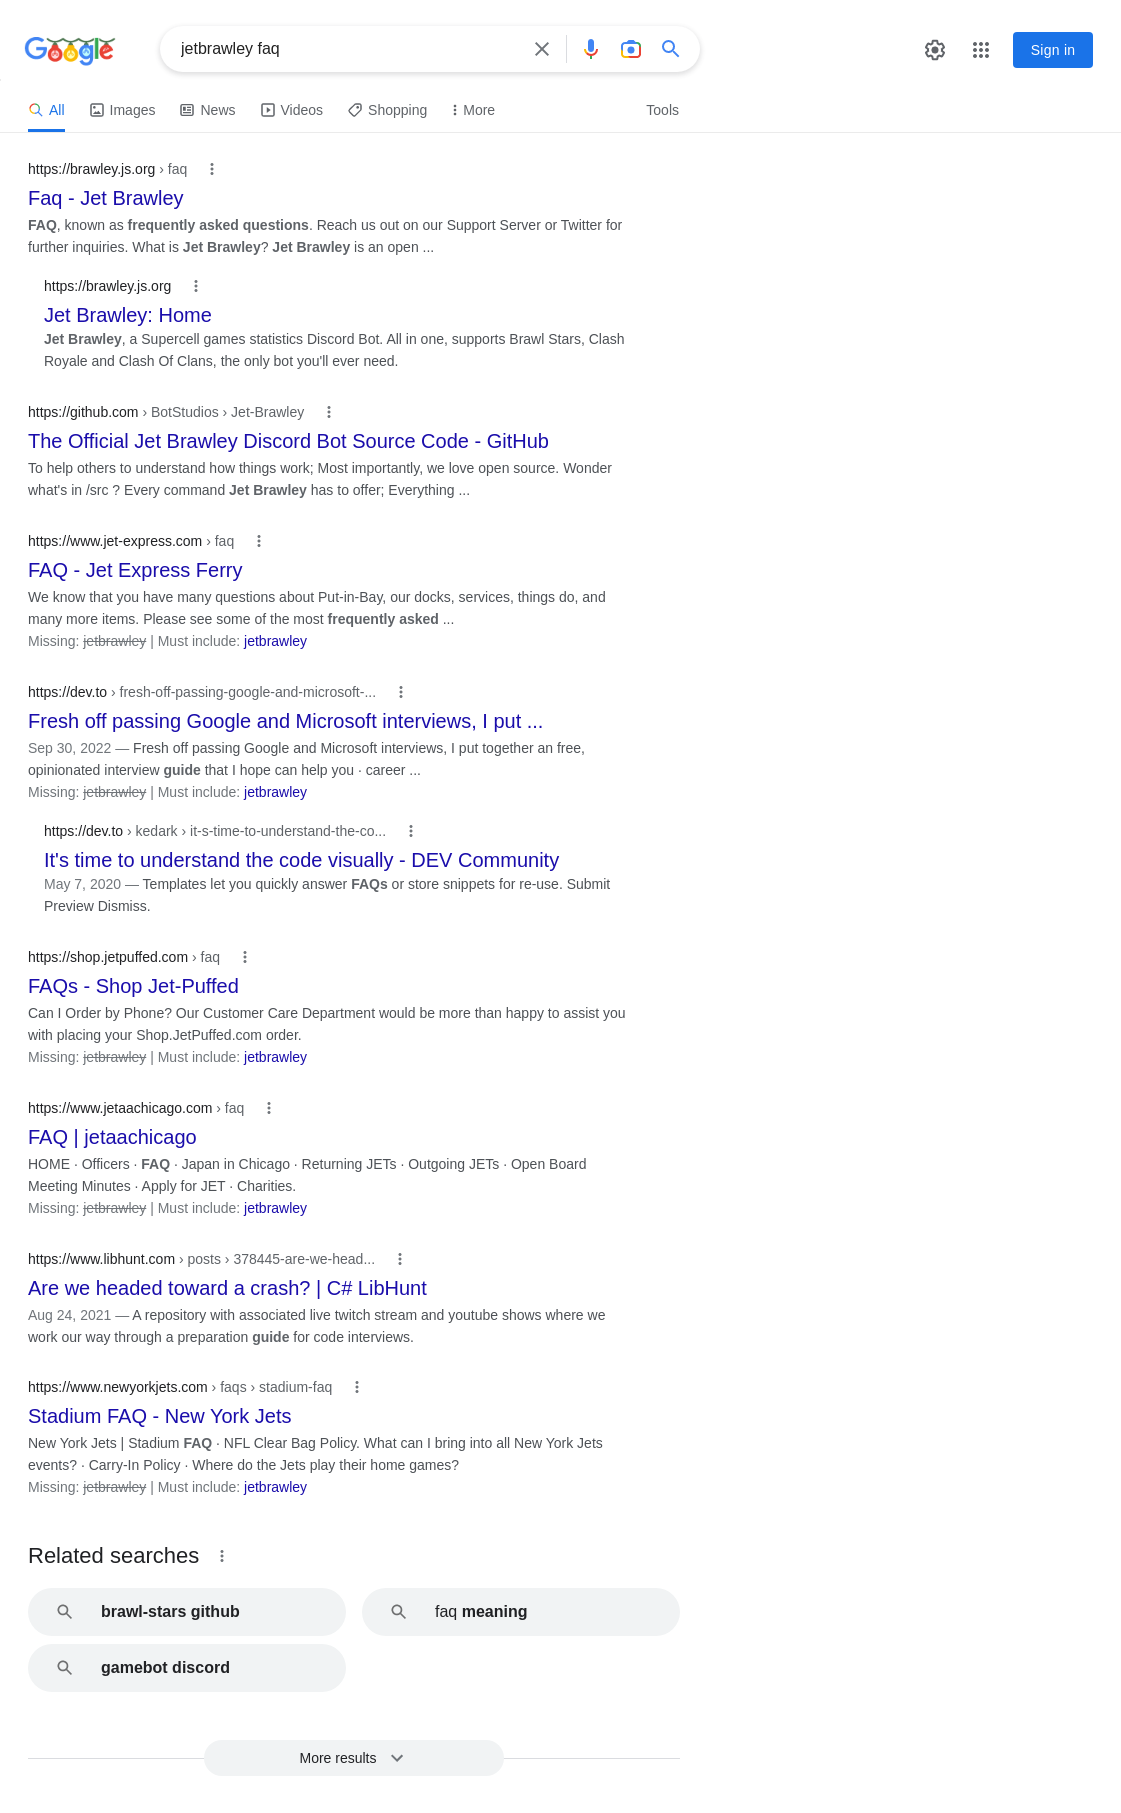 Google
jetbrawley faq
Sign in
All
Images
News
Videos
Shopping
More
Tools
https://brawley.js.org › faq
Faq - Jet Brawley
FAQ, known as frequently asked questions. Reach us out on our Support Server or Twitter for
further inquiries. What is Jet Brawley? Jet Brawley is an open ...
https://brawley.js.org
Jet Brawley: Home
Jet Brawley, a Supercell games statistics Discord Bot. All in one, supports Brawl Stars, Clash
Royale and Clash Of Clans, the only bot you'll ever need.
https://github.com › BotStudios › Jet-Brawley
The Official Jet Brawley Discord Bot Source Code - GitHub
To help others to understand how things work; Most importantly, we love open source. Wonder
what's in /src ? Every command Jet Brawley has to offer; Everything ...
https://www.jet-express.com › faq
FAQ - Jet Express Ferry
We know that you have many questions about Put-in-Bay, our docks, services, things do, and
many more items. Please see some of the most frequently asked ...
Missing: jetbrawley | Must include: jetbrawley
https://dev.to › fresh-off-passing-google-and-microsoft-...
Fresh off passing Google and Microsoft interviews, I put ...
Sep 30, 2022 — Fresh off passing Google and Microsoft interviews, I put together an free,
opinionated interview guide that I hope can help you · career ...
Missing: jetbrawley | Must include: jetbrawley
https://dev.to › kedark › it-s-time-to-understand-the-co...
It's time to understand the code visually - DEV Community
May 7, 2020 — Templates let you quickly answer FAQs or store snippets for re-use. Submit
Preview Dismiss.
https://shop.jetpuffed.com › faq
FAQs - Shop Jet-Puffed
Can I Order by Phone? Our Customer Care Department would be more than happy to assist you
with placing your Shop.JetPuffed.com order.
Missing: jetbrawley | Must include: jetbrawley
https://www.jetaachicago.com › faq
FAQ | jetaachicago
HOME · Officers · FAQ · Japan in Chicago · Returning JETs · Outgoing JETs · Open Board
Meeting Minutes · Apply for JET · Charities.
Missing: jetbrawley | Must include: jetbrawley
https://www.libhunt.com › posts › 378445-are-we-head...
Are we headed toward a crash? | C# LibHunt
Aug 24, 2021 — A repository with associated live twitch stream and youtube shows where we
work our way through a preparation guide for code interviews.
https://www.newyorkjets.com › faqs › stadium-faq
Stadium FAQ - New York Jets
New York Jets | Stadium FAQ · NFL Clear Bag Policy. What can I bring into all New York Jets
events? · Carry-In Policy · Where do the Jets play their home games?
Missing: jetbrawley | Must include: jetbrawley
Related searches
brawl-stars github
faq meaning
gamebot discord
More results